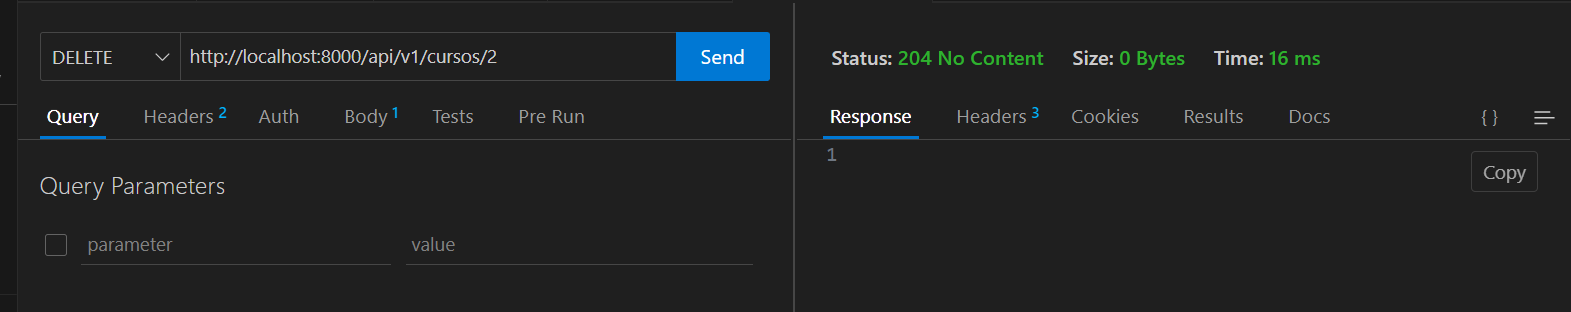 DELETE http://localhost:8000/api/v1/cursos/2 Send
Query Headers 2 Auth Body 1 Tests Pre Run
Query Parameters
parameter value
Status: 204 No Content Size: 0 Bytes Time: 16 ms
Response Headers 3 Cookies Results Docs { }
1
Copy